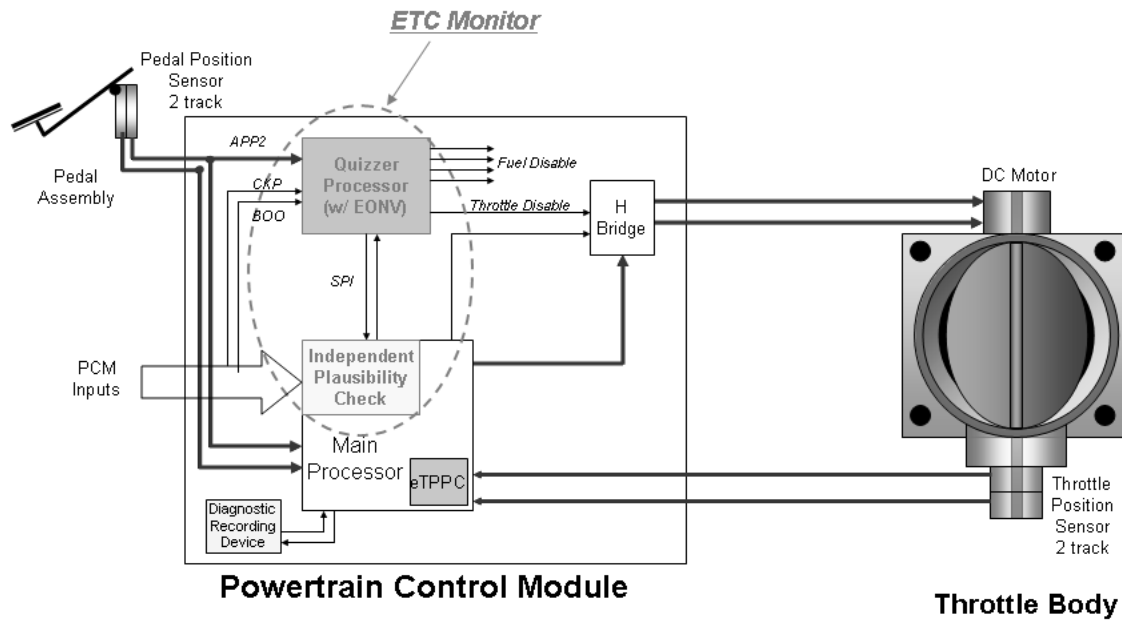 ETC Monitor
Pedal Position
Sensor
2 track
Pedal
Assembly
APP2
CKP
BOO
Quizzer
Processor
(w/ EONV)
Fuel Disable
Throttle Disable
H
Bridge
DC Motor
SPI
PCM
Inputs
Independent
Plausibility
Check
Main
Processor
eTPPC
Diagnostic
Recording
Device
Throttle
Position
Sensor
2 track
Powertrain Control Module
Throttle Body